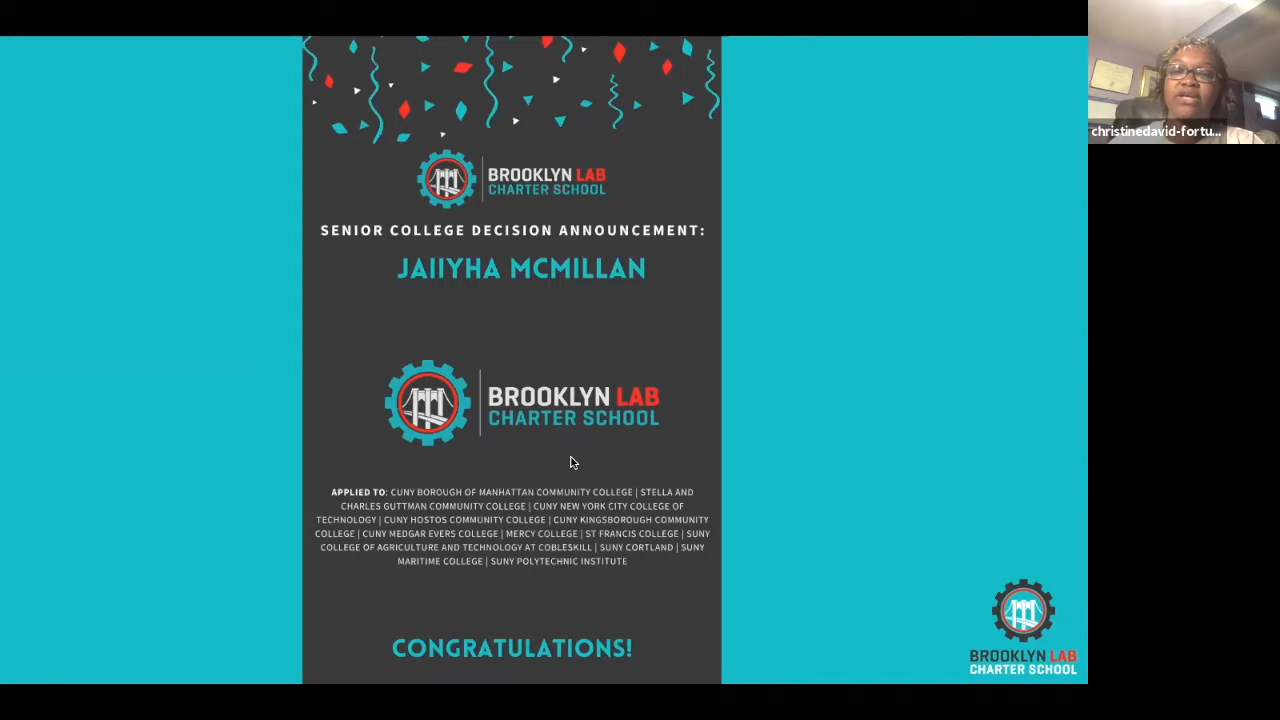 BROOKLYN LAB
CHARTER SCHOOL
SENIOR COLLEGE DECISION ANNOUNCEMENT:
JAIIYHA MCMILLAN
BROOKLYN LAB
CHARTER SCHOOL
APPLIED TO: CUNY BOROUGH OF MANHATTAN COMMUNITY COLLEGE | STELLA AND
CHARLES GUTTMAN COMMUNITY COLLEGE | CUNY NEW YORK CITY COLLEGE OF
TECHNOLOGY | CUNY HOSTOS COMMUNITY COLLEGE | CUNY KINGSBOROUGH COMMUNITY
COLLEGE | CUNY MEDGAR EVERS COLLEGE | MERCY COLLEGE | ST FRANCIS COLLEGE | SUNY
COLLEGE OF AGRICULTURE AND TECHNOLOGY AT COBLESKILL | SUNY CORTLAND | SUNY
MARITIME COLLEGE | SUNY POLYTECHNIC INSTITUTE
CONGRATULATIONS!
christinedavid-fortu...
BROOKLYN LAB
CHARTER SCHOOL